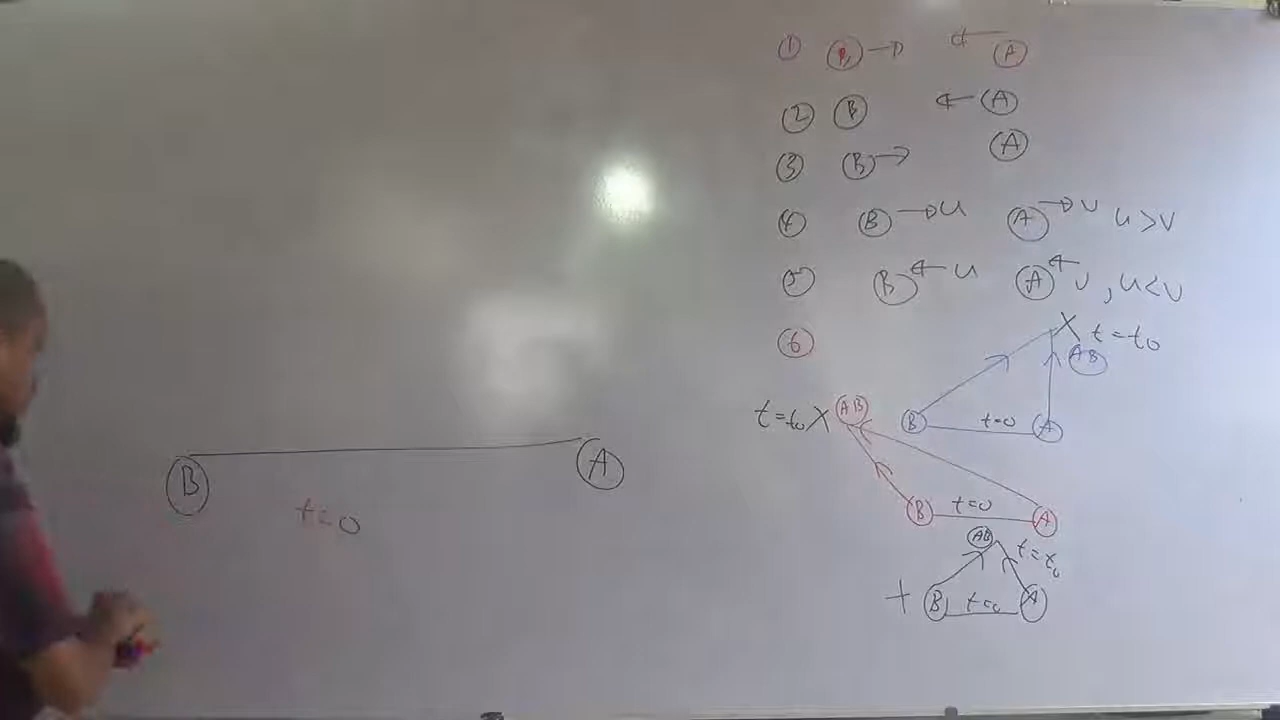 ① B → ← A
② B ← A
③ B → A
④ B → u A → v u > v
⑤ B ← u A ← v , u < v
⑥
X t = t₀
AB
B t=0 A
t = t₀ X AB
B t=0 A
AB t = t₀
+ B t=0 A
B A
t=0